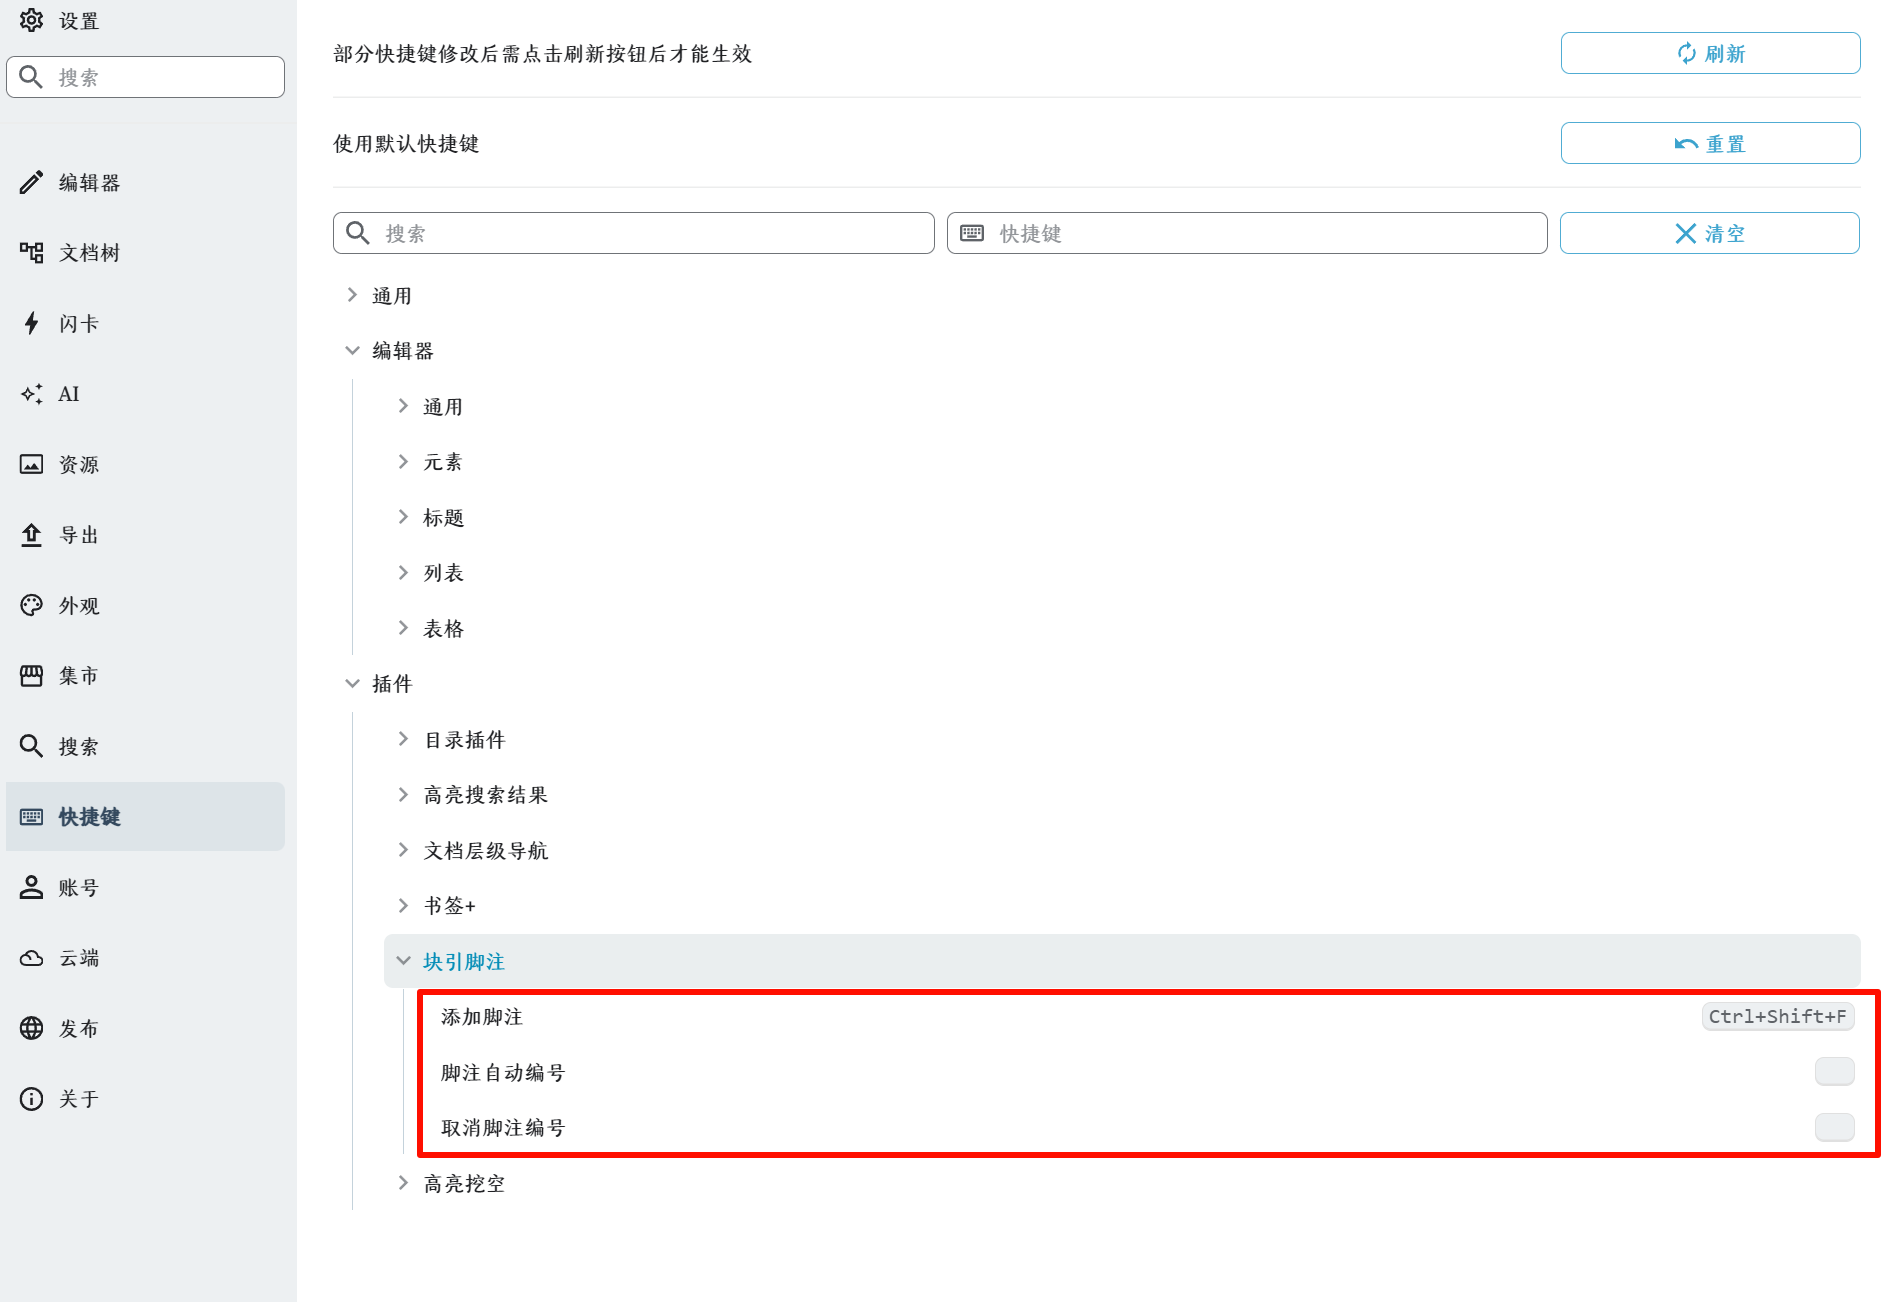 设置
搜索
编辑器
文档树
闪卡
AI
资源
导出
外观
集市
搜索
快捷键
账号
云端
发布
关于
部分快捷键修改后需点击刷新按钮后才能生效
刷新
使用默认快捷键
重置
搜索
快捷键
清空
通用
编辑器
通用
元素
标题
列表
表格
插件
目录插件
高亮搜索结果
文档层级导航
书签+
块引脚注
添加脚注 Ctrl+Shift+F
脚注自动编号
取消脚注编号
高亮挖空